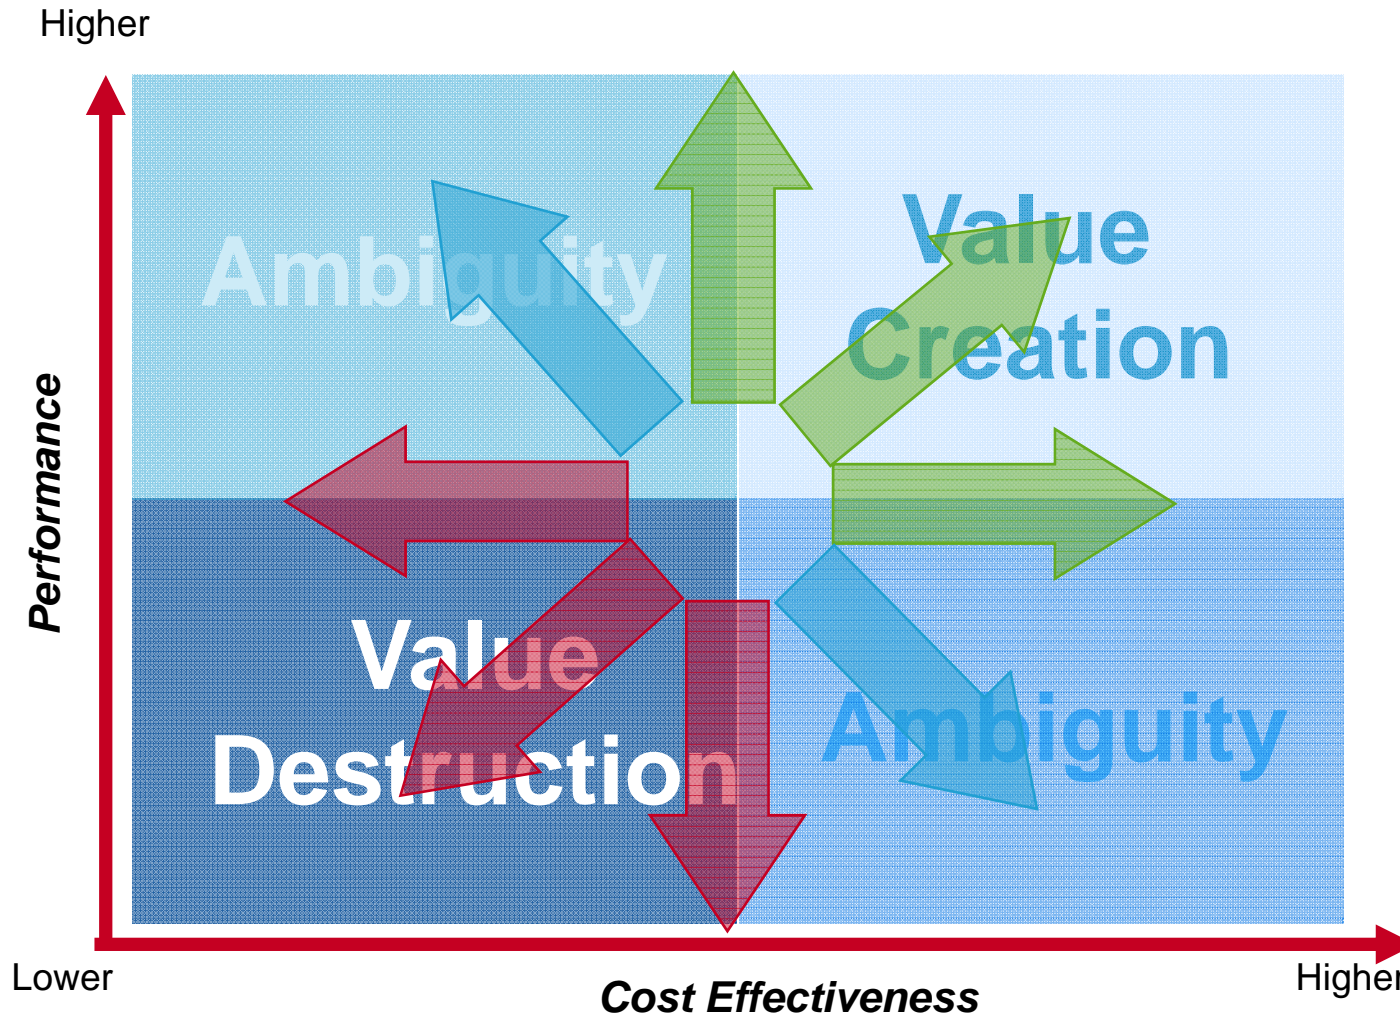 Higher
Ambiguity
Value
Creation
Performance
Value
Destruction
Ambiguity
Lower
Higher
Cost Effectiveness